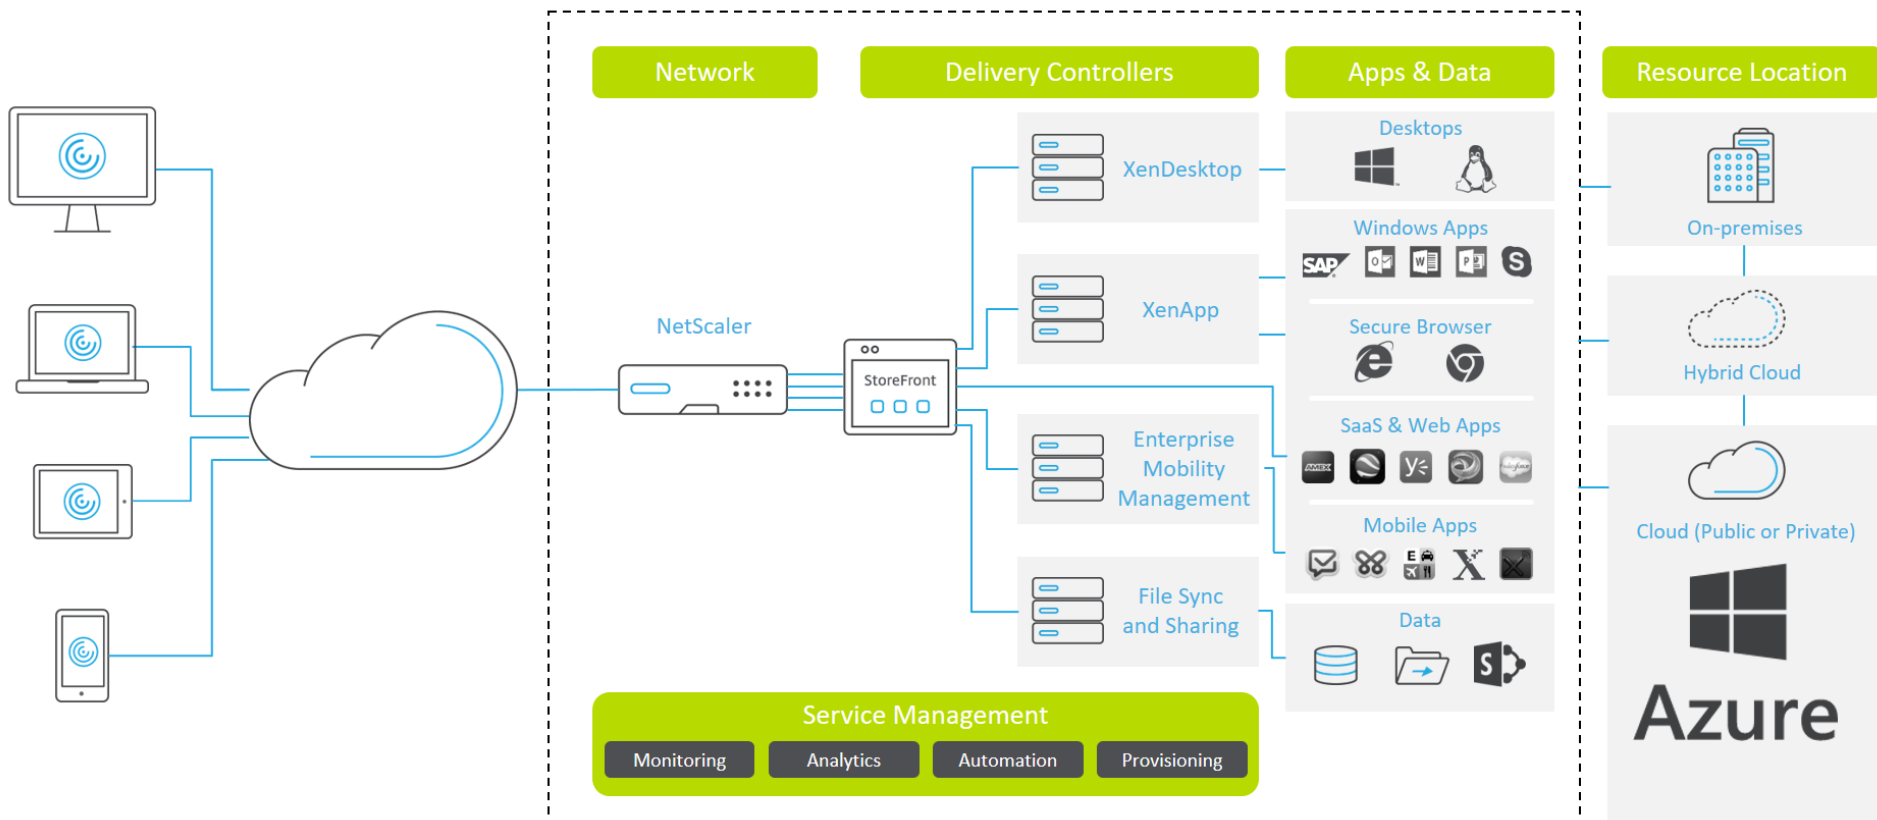 Network
Delivery Controllers
Apps & Data
Resource Location
NetScaler
StoreFront
XenDesktop
XenApp
Enterprise
Mobility
Management
File Sync
and Sharing
Desktops
Windows Apps
SAP
Secure Browser
SaaS & Web Apps
AMEX
salesforce
Mobile Apps
Data
On-premises
Hybrid Cloud
Cloud (Public or Private)
Azure
Service Management
Monitoring
Analytics
Automation
Provisioning